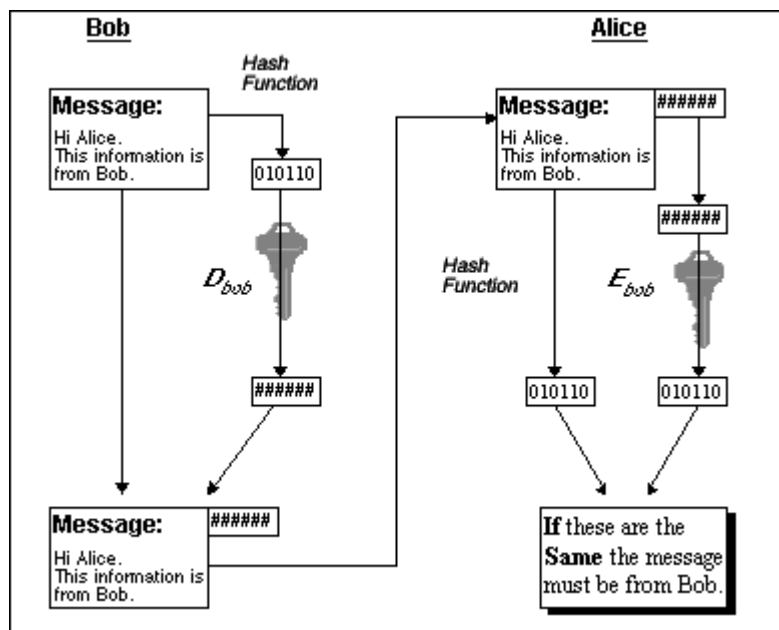 Bob
Hash
Function
Message:
Hi Alice.
This information is
from Bob.
010110
D bob
######
Message:
######
Hi Alice.
This information is
from Bob.
Alice
Message:
######
Hi Alice.
This information is
from Bob.
######
Hash
Function
E bob
010110
010110
If these are the
Same the message
must be from Bob.